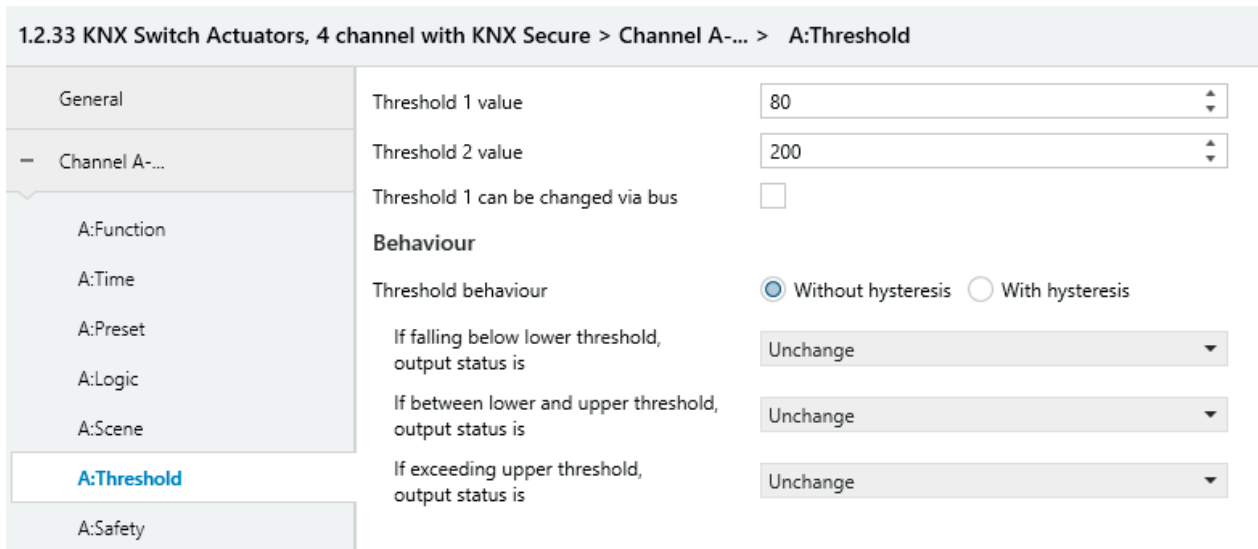 1.2.33 KNX Switch Actuators, 4 channel with KNX Secure > Channel A-... > A:Threshold
General
− Channel A-...
A:Function
A:Time
A:Preset
A:Logic
A:Scene
A:Threshold
A:Safety
Threshold 1 value 80
Threshold 2 value 200
Threshold 1 can be changed via bus
Behaviour
Threshold behaviour Without hysteresis With hysteresis
If falling below lower threshold,
output status is Unchange
If between lower and upper threshold,
output status is Unchange
If exceeding upper threshold,
output status is Unchange